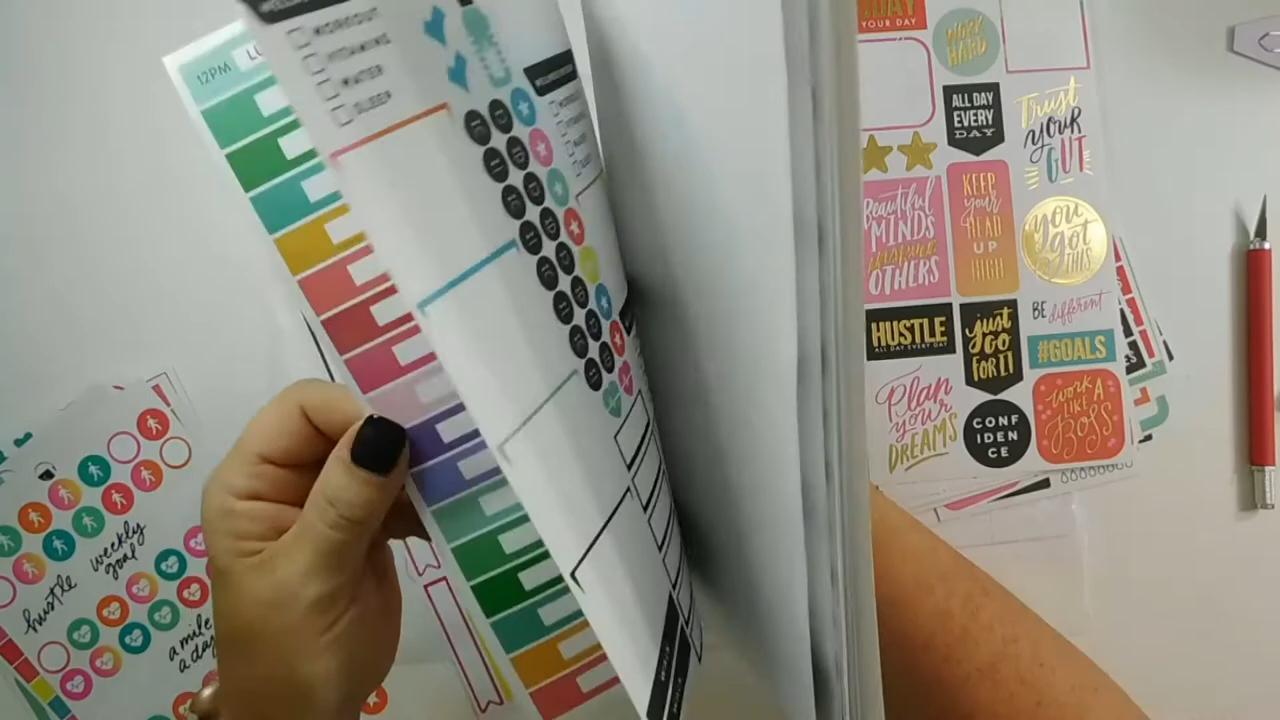 12PM
WORKOUT
VITAMINS
WATER
SLEEP
YOUR DAY
WORK
HARD
ALL DAY
EVERY
DAY
Trust
your
GUT
Beautiful
MINDS
OTHERS
KEEP
your
HEAD
UP
HIGH
you
got
THIS
HUSTLE
ALL DAY EVERY DAY
just
GO
FOR IT
BE different
#GOALS
Plan
your
DREAMS
CONF
IDEN
CE
WORK
LIKE A
BOSS
weekly
goal
hustle
a mile
a day